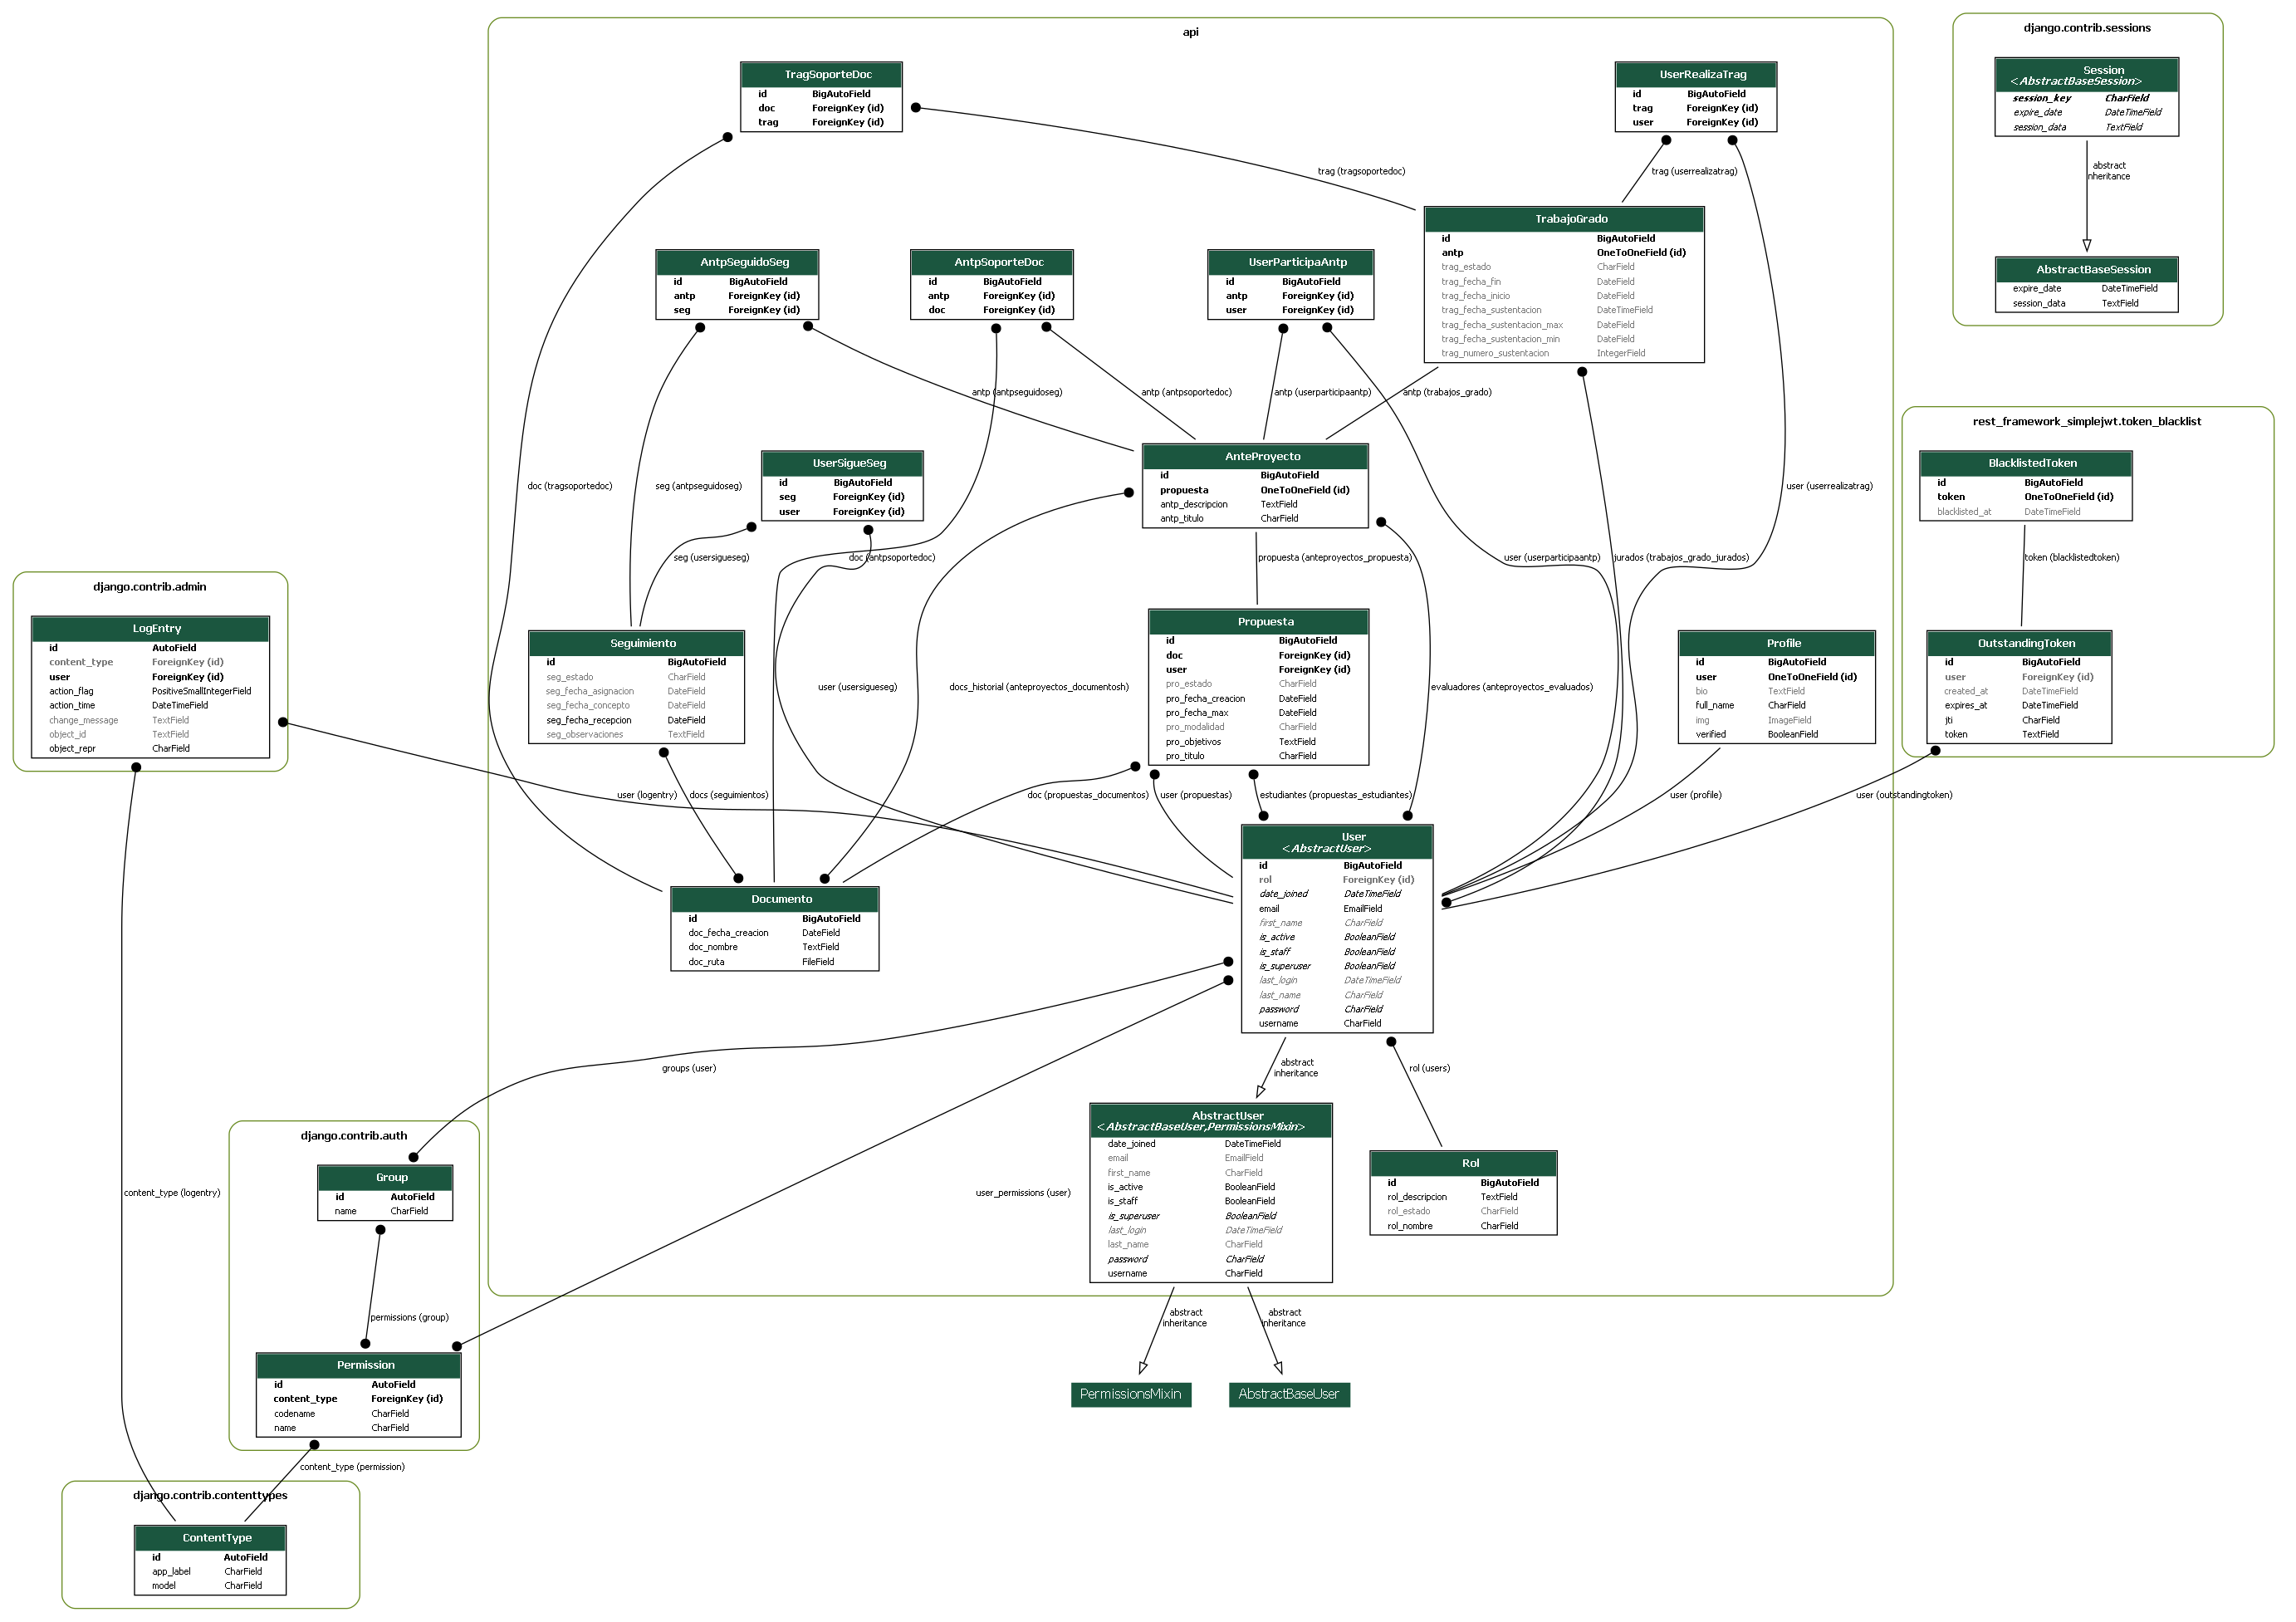 api
TragSoporteDoc
id BigAutoField
doc ForeignKey (id)
trag ForeignKey (id)
UserRealizaTrag
id BigAutoField
trag ForeignKey (id)
user ForeignKey (id)
trag (tragsoportedoc)
trag (userrealizatrag)
TrabajoGrado
id BigAutoField
antp OneToOneField (id)
trag_estado CharField
trag_fecha_fin DateField
trag_fecha_inicio DateField
trag_fecha_sustentacion DateTimeField
trag_fecha_sustentacion_max DateField
trag_fecha_sustentacion_min DateField
trag_numero_sustentacion IntegerField
AntpSeguidoSeg
id BigAutoField
antp ForeignKey (id)
seg ForeignKey (id)
AntpSoporteDoc
id BigAutoField
antp ForeignKey (id)
doc ForeignKey (id)
UserParticipaAntp
id BigAutoField
antp ForeignKey (id)
user ForeignKey (id)
antp (antpseguidoseg)
antp (antpsoportedoc)
antp (userparticipaantp)
antp (trabajos_grado)
UserSigueSeg
id BigAutoField
seg ForeignKey (id)
user ForeignKey (id)
AnteProyecto
id BigAutoField
propuesta OneToOneField (id)
antp_descripcion TextField
antp_titulo CharField
doc (tragsoportedoc)
seg (antpseguidoseg)
user (userrealizatrag)
seg (usersigueseg)
doc (antpsoportedoc)
propuesta (anteproyectos_propuesta)
user (userparticipaantp)
jurados (trabajos_grado_jurados)
Seguimiento
id BigAutoField
seg_estado CharField
seg_fecha_asignacion DateField
seg_fecha_concepto DateField
seg_fecha_recepcion DateField
seg_observaciones TextField
Propuesta
id BigAutoField
doc ForeignKey (id)
user ForeignKey (id)
pro_estado CharField
pro_fecha_creacion DateField
pro_fecha_max DateField
pro_modalidad CharField
pro_objetivos TextField
pro_titulo CharField
Profile
id BigAutoField
user OneToOneField (id)
bio TextField
full_name CharField
img ImageField
verified BooleanField
user (usersigueseg)
docs_historial (anteproyectos_documentosh)
evaluadores (anteproyectos_evaluados)
user (logentry)
docs (seguimientos)
doc (propuestas_documentos)
user (propuestas)
estudiantes (propuestas_estudiantes)
user (profile)
user (outstandingtoken)
Documento
id BigAutoField
doc_fecha_creacion DateField
doc_nombre TextField
doc_ruta FileField
User
<AbstractUser>
id BigAutoField
rol ForeignKey (id)
date_joined DateTimeField
email EmailField
first_name CharField
is_active BooleanField
is_staff BooleanField
is_superuser BooleanField
last_login DateTimeField
last_name CharField
password CharField
username CharField
groups (user)
abstract
inheritance
rol (users)
AbstractUser
<AbstractBaseUser,PermissionsMixin>
date_joined DateTimeField
email EmailField
first_name CharField
is_active BooleanField
is_staff BooleanField
is_superuser BooleanField
last_login DateTimeField
last_name CharField
password CharField
username CharField
Rol
id BigAutoField
rol_descripcion TextField
rol_estado CharField
rol_nombre CharField
user_permissions (user)
abstract
inheritance
abstract
inheritance
PermissionsMixin
AbstractBaseUser
django.contrib.sessions
Session
<AbstractBaseSession>
session_key CharField
expire_date DateTimeField
session_data TextField
abstract
inheritance
AbstractBaseSession
expire_date DateTimeField
session_data TextField
rest_framework_simplejwt.token_blacklist
BlacklistedToken
id BigAutoField
token OneToOneField (id)
blacklisted_at DateTimeField
token (blacklistedtoken)
OutstandingToken
id BigAutoField
user ForeignKey (id)
created_at DateTimeField
expires_at DateTimeField
jti CharField
token TextField
django.contrib.admin
LogEntry
id AutoField
content_type ForeignKey (id)
user ForeignKey (id)
action_flag PositiveSmallIntegerField
action_time DateTimeField
change_message TextField
object_id TextField
object_repr CharField
content_type (logentry)
django.contrib.auth
Group
id AutoField
name CharField
permissions (group)
Permission
id AutoField
content_type ForeignKey (id)
codename CharField
name CharField
content_type (permission)
django.contrib.contenttypes
ContentType
id AutoField
app_label CharField
model CharField